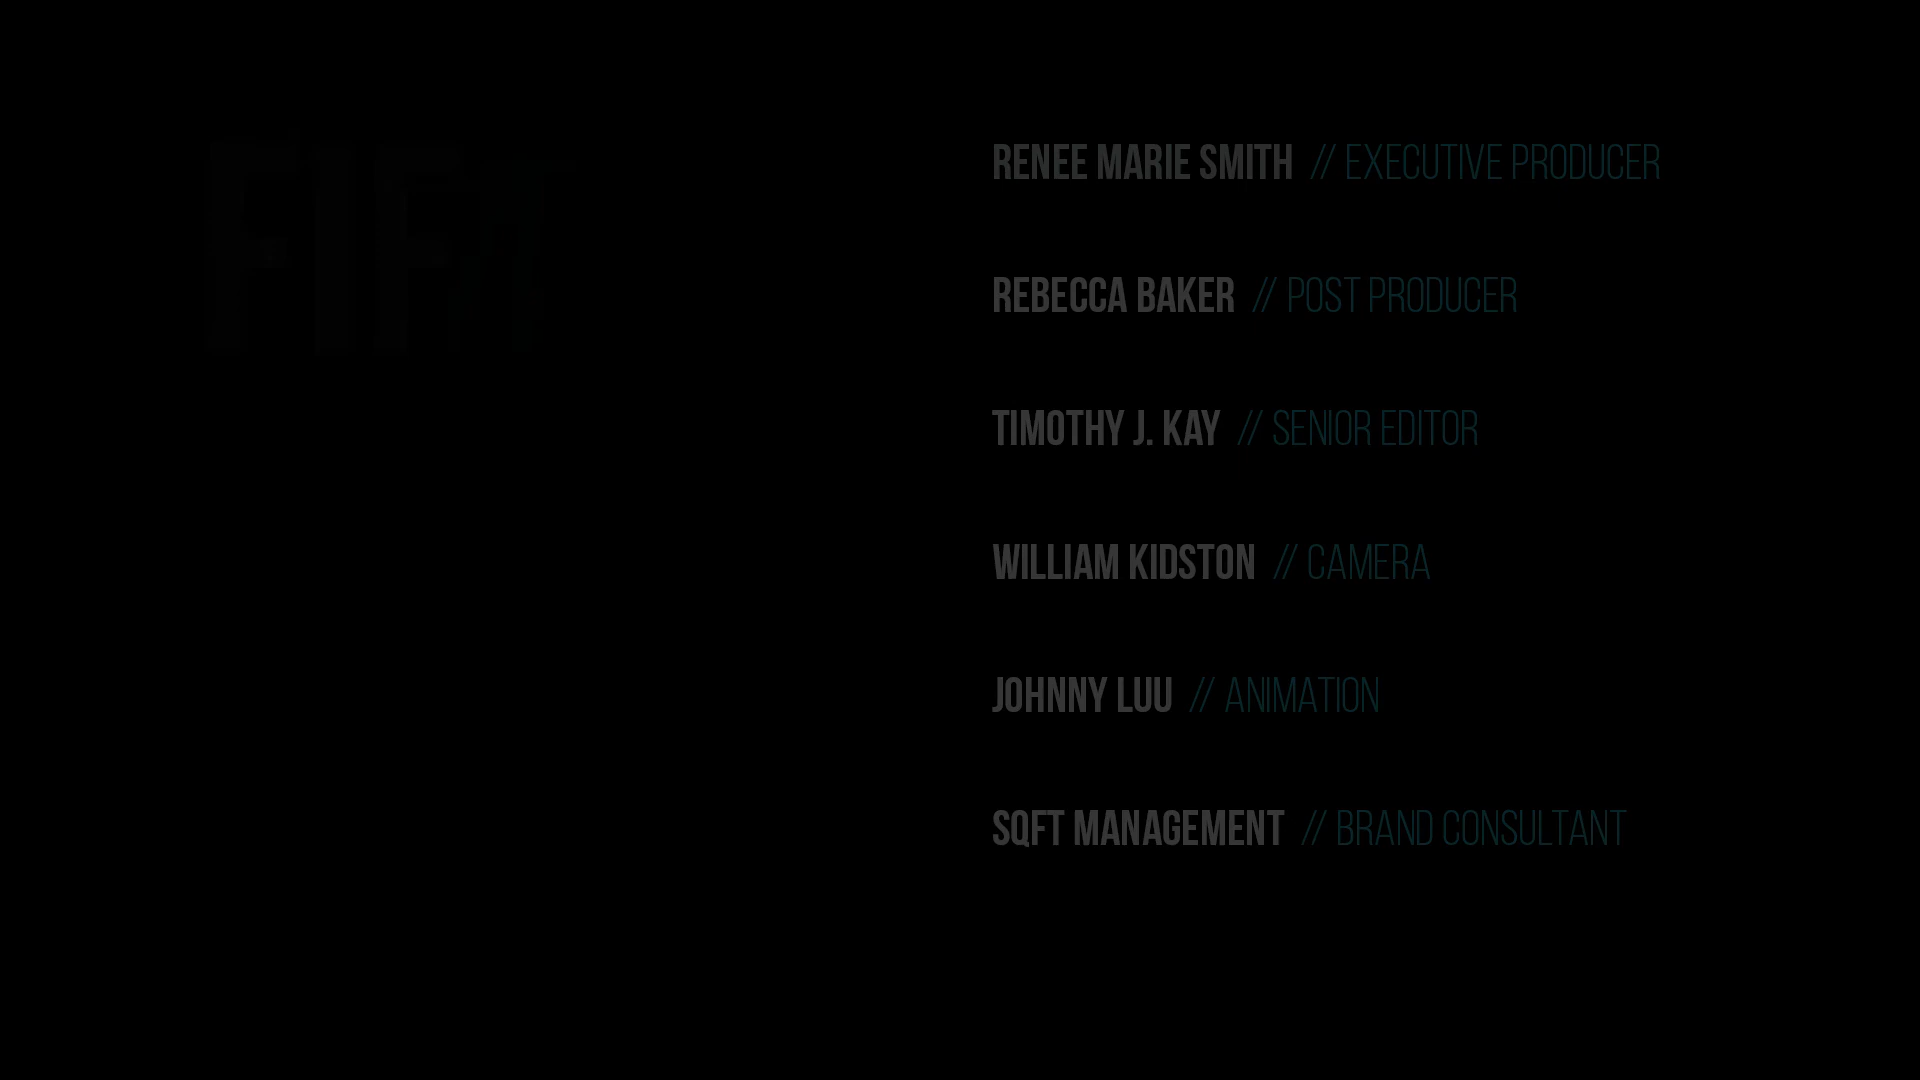 RENEE MARIE SMITH // EXECUTIVE PRODUCER
REBECCA BAKER // POST PRODUCER
TIMOTHY J. KAY // SENIOR EDITOR
WILLIAM KIDSTON // CAMERA
JOHNNY LUU // ANIMATION
SQFT MANAGEMENT // BRAND CONSULTANT